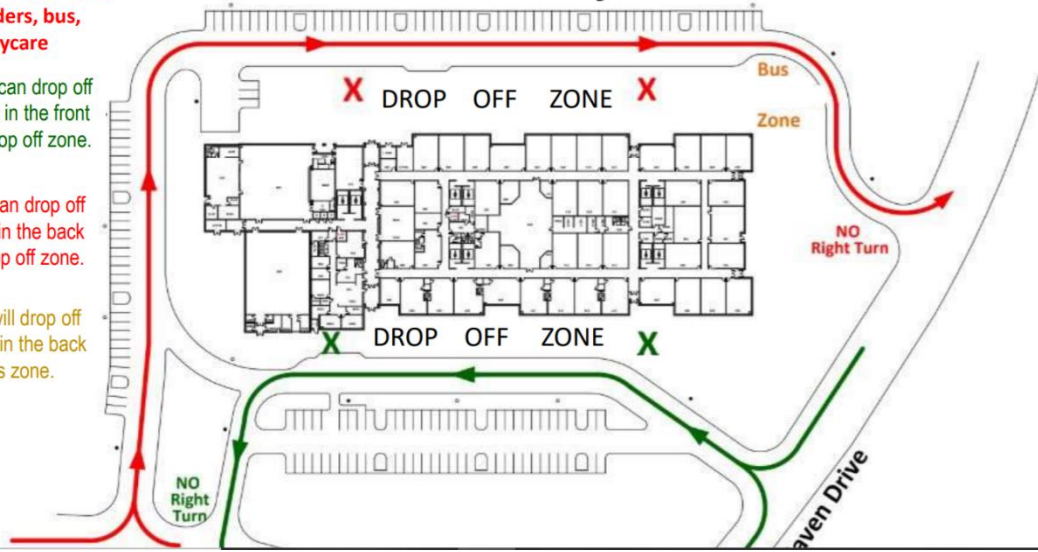 ders, bus,
ycare
can drop off
in the front
op off zone.
an drop off
in the back
p off zone.
vill drop off
in the back
s zone.
X DROP OFF ZONE X
Bus
Zone
NO
Right Turn
X DROP OFF ZONE X
NO
Right
Turn
aven Drive